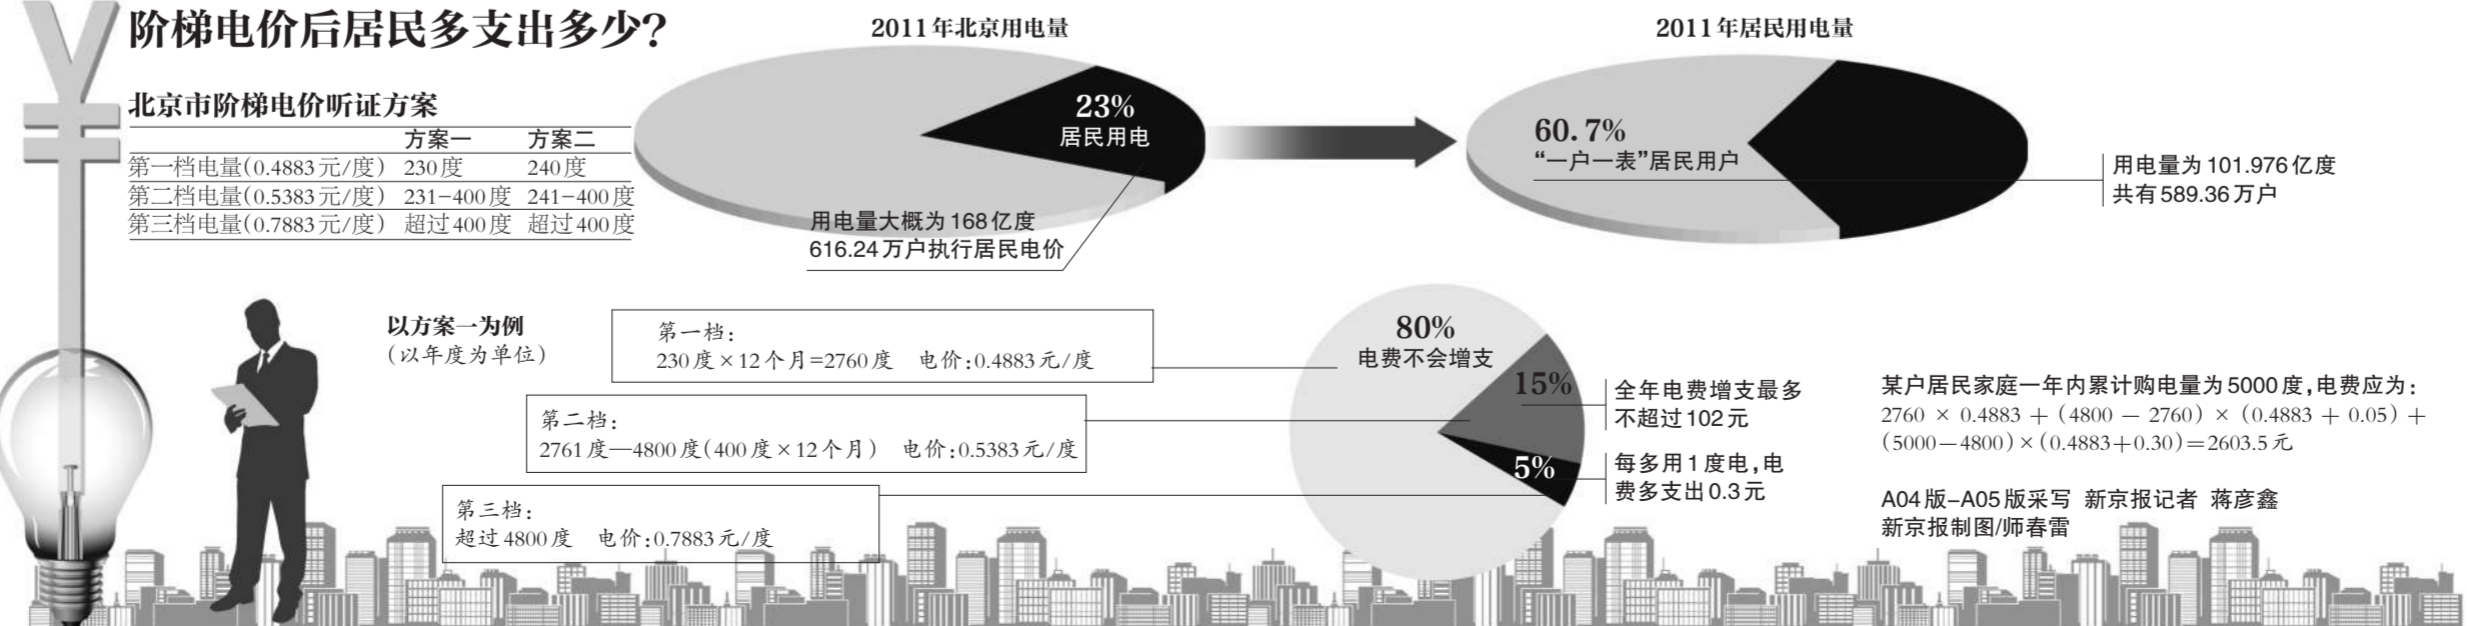 阶梯电价后居民多支出多少？
北京市阶梯电价听证方案
方案一 方案二
第一档电量(0.4883元/度) 230度 240度
第二档电量(0.5383元/度) 231-400度 241-400度
第三档电量(0.7883元/度) 超过400度 超过400度
2011年北京用电量
23%
居民用电
用电量大概为168亿度
616.24万户执行居民电价
2011年居民用电量
60.7%
“一户一表”居民用户
用电量为101.976亿度
共有589.36万户
以方案一为例
（以年度为单位）
第一档：
230度×12个月=2760度 电价:0.4883元/度
第二档：
2761度—4800度(400度×12个月) 电价:0.5383元/度
第三档：
超过4800度 电价:0.7883元/度
80%
电费不会增支
15%
全年电费增支最多
不超过102元
5%
每多用1度电,电
费多支出0.3元
某户居民家庭一年内累计购电量为5000度,电费应为：
2760 × 0.4883 + (4800 － 2760) × (0.4883 + 0.05) +
(5000－4800)×(0.4883+0.30)=2603.5元
A04版-A05版采写 新京报记者 蒋彦鑫
新京报制图/师春雷